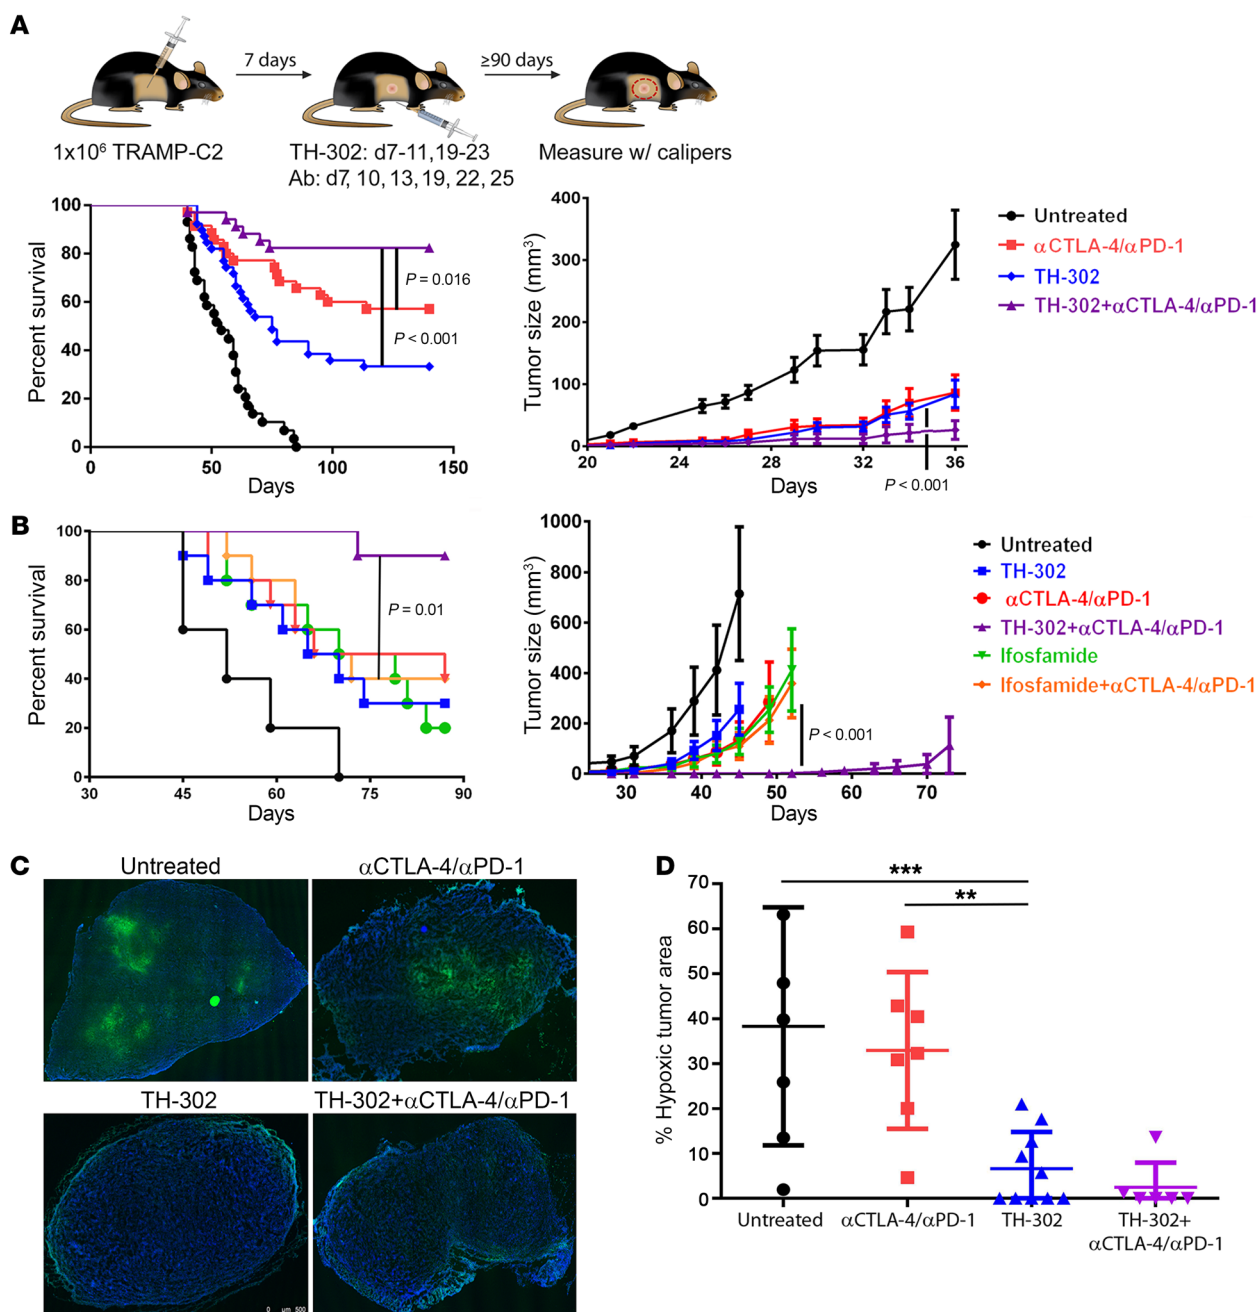 A
7 days
≥90 days
1x10⁶ TRAMP-C2
TH-302: d7-11,19-23
Ab: d7, 10, 13, 19, 22, 25
Measure w/ calipers
Percent survival
100
80
60
40
20
0
0
50
100
150
Days
P = 0.016
P < 0.001
Tumor size (mm³)
400
300
200
100
0
20
24
28
32
36
Days
P < 0.001
Untreated
αCTLA-4/αPD-1
TH-302
TH-302+αCTLA-4/αPD-1
B
Percent survival
100
80
60
40
20
0
30
45
60
75
90
Days
P = 0.01
Tumor size (mm³)
1000
800
600
400
200
0
30
40
50
60
70
Days
P < 0.001
Untreated
TH-302
αCTLA-4/αPD-1
TH-302+αCTLA-4/αPD-1
Ifosfamide
Ifosfamide+αCTLA-4/αPD-1
C
Untreated
αCTLA-4/αPD-1
TH-302
TH-302+αCTLA-4/αPD-1
0 µm 500
D
% Hypoxic tumor area
70
60
50
40
30
20
10
0
***
**
Untreated
αCTLA-4/αPD-1
TH-302
TH-302+
αCTLA-4/αPD-1